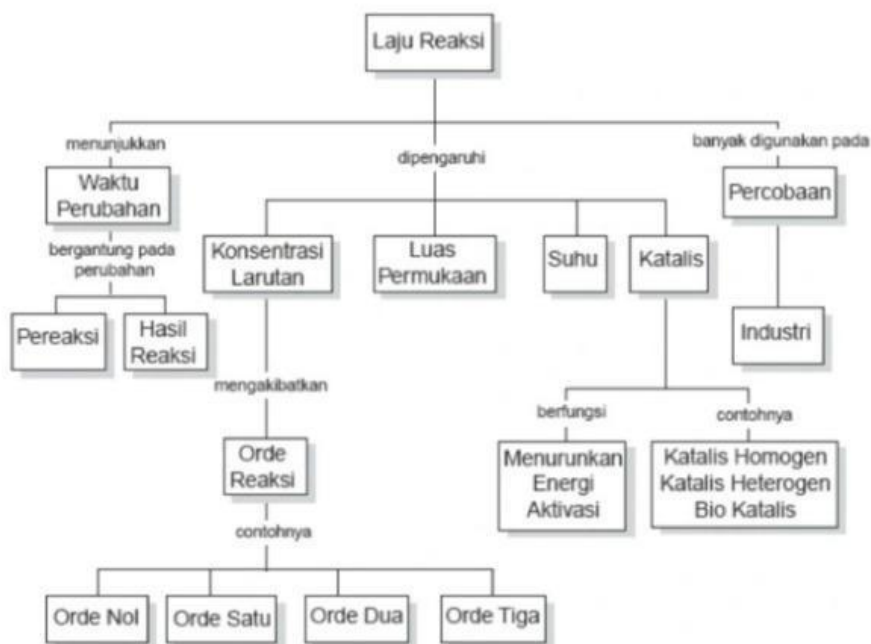 Laju Reaksi
menunjukkan
dipengaruhi
banyak digunakan pada
Waktu
Perubahan
Percobaan
bergantung pada
perubahan
Konsentrasi
Larutan
Luas
Permukaan
Suhu
Katalis
Pereaksi
Hasil
Reaksi
Industri
mengakibatkan
berfungsi
contohnya
Orde
Reaksi
Menurunkan
Energi
Aktivasi
Katalis Homogen
Katalis Heterogen
Bio Katalis
contohnya
Orde Nol
Orde Satu
Orde Dua
Orde Tiga